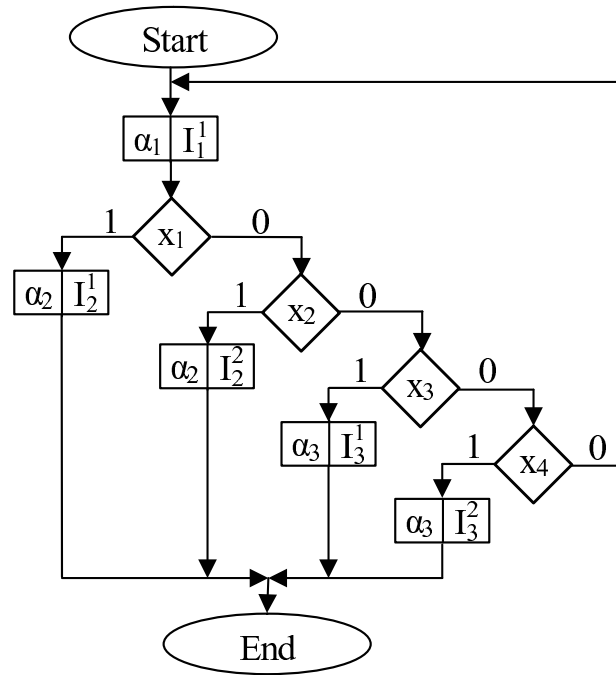 Start
α₁ I₁¹
1 x₁ 0
α₂ I₂¹
1 x₂ 0
α₂ I₂²
1 x₃ 0
α₃ I₃¹
1 x₄ 0
α₃ I₃²
End